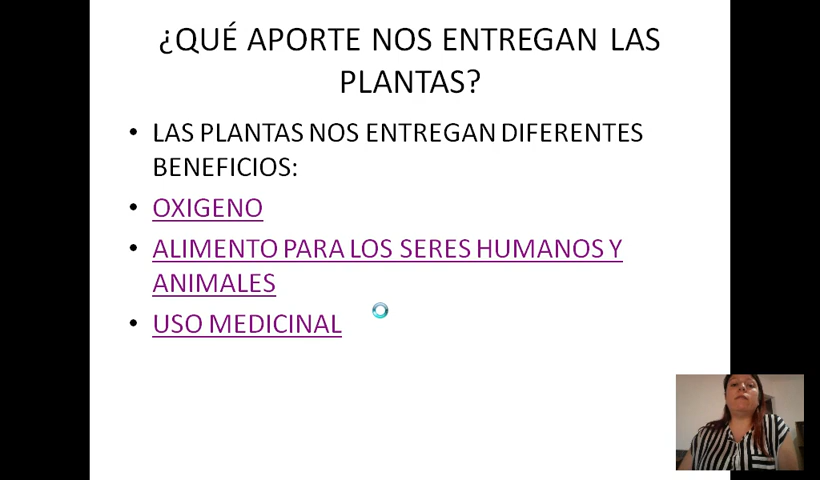 ¿QUÉ APORTE NOS ENTREGAN LAS
PLANTAS?
• LAS PLANTAS NOS ENTREGAN DIFERENTES
BENEFICIOS:
• OXIGENO
• ALIMENTO PARA LOS SERES HUMANOS Y
ANIMALES
• USO MEDICINAL